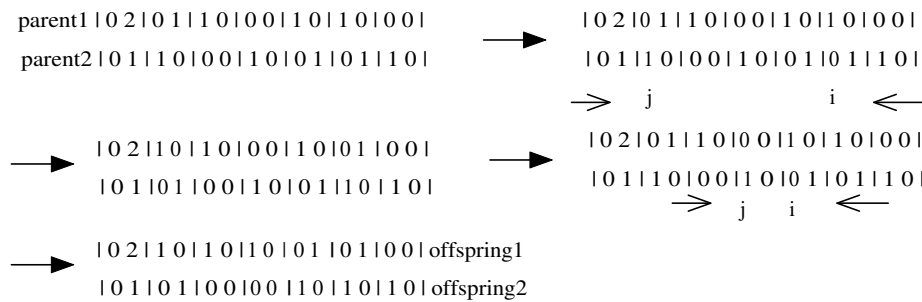 parent1 | 0 2 | 0 1 | 1 0 | 0 0 | 1 0 | 1 0 | 0 0 |
parent2 | 0 1 | 1 0 | 0 0 | 1 0 | 0 1 | 0 1 | 1 0 |
| 0 2 | 0 1 | 1 0 | 0 0 | 1 0 | 1 0 | 0 0 |
| 0 1 | 1 0 | 0 0 | 1 0 | 0 1 | 0 1 | 1 0 |
j i
| 0 2 | 1 0 | 1 0 | 0 0 | 1 0 | 0 1 | 0 0 |
| 0 1 | 0 1 | 0 0 | 1 0 | 0 1 | 1 0 | 1 0 |
| 0 2 | 0 1 | 1 0 | 0 0 | 1 0 | 1 0 | 0 0 |
| 0 1 | 1 0 | 0 0 | 1 0 | 0 1 | 0 1 | 1 0 |
j i
| 0 2 | 1 0 | 1 0 | 1 0 | 0 1 | 0 1 | 0 0 | offspring1
| 0 1 | 0 1 | 0 0 | 0 0 | 1 0 | 1 0 | 1 0 | offspring2